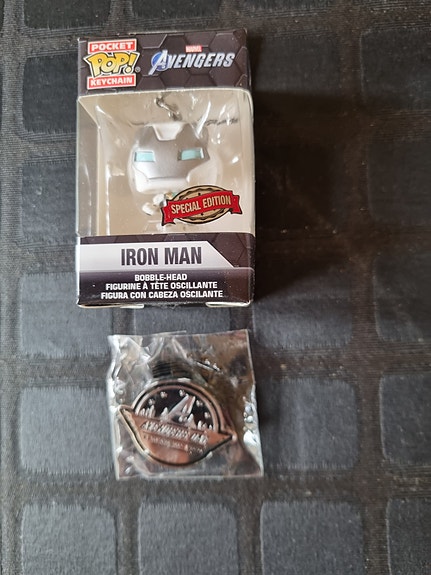 POCKET
POP!
KEYCHAIN
MARVEL
AVENGERS
SPECIAL EDITION
IRON MAN
BOBBLE-HEAD
FIGURINE À TÊTE OSCILLANTE
FIGURA CON CABEZA OSCILANTE